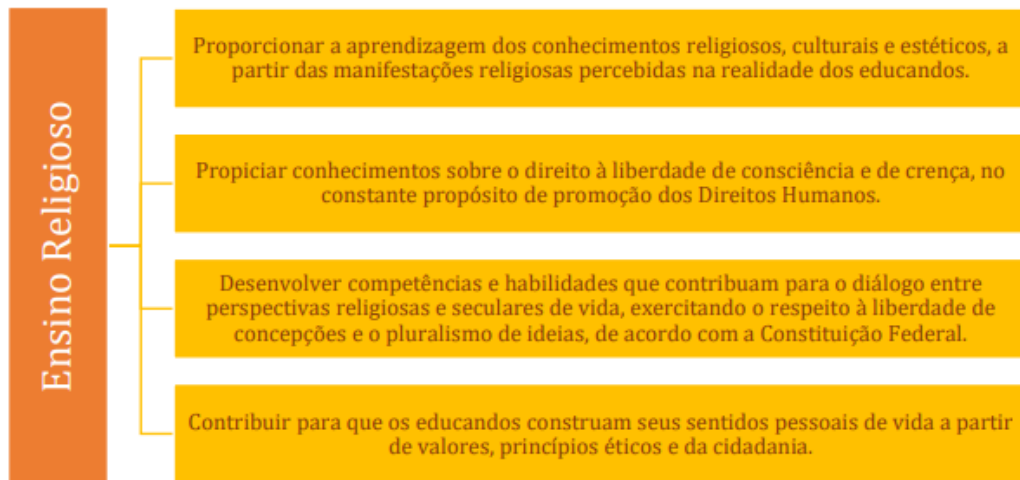 Ensino Religioso
Proporcionar a aprendizagem dos conhecimentos religiosos, culturais e estéticos, a
partir das manifestações religiosas percebidas na realidade dos educandos.
Propiciar conhecimentos sobre o direito à liberdade de consciência e de crença, no
constante propósito de promoção dos Direitos Humanos.
Desenvolver competências e habilidades que contribuam para o diálogo entre
perspectivas religiosas e seculares de vida, exercitando o respeito à liberdade de
concepções e o pluralismo de ideias, de acordo com a Constituição Federal.
Contribuir para que os educandos construam seus sentidos pessoais de vida a partir
de valores, princípios éticos e da cidadania.